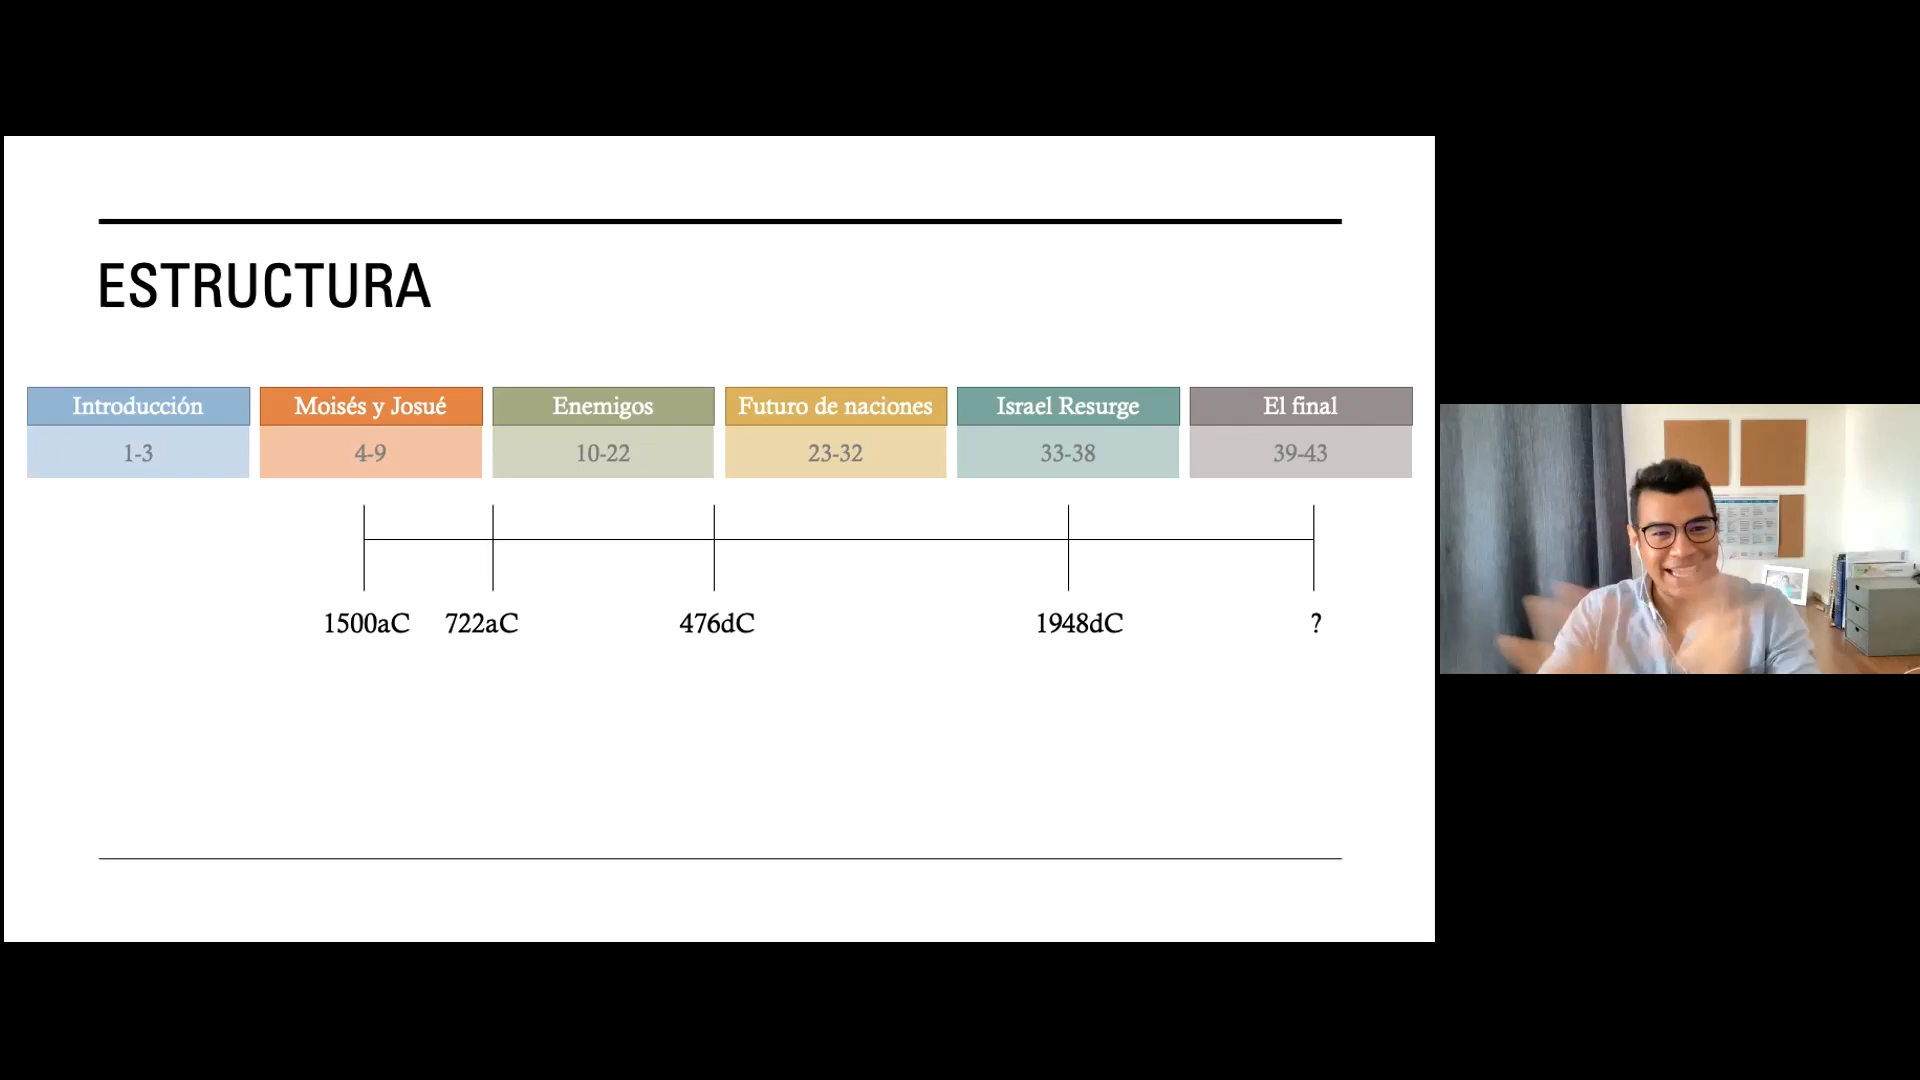 ESTRUCTURA
Introducción
Moisés y Josué
Enemigos
Futuro de naciones
Israel Resurge
El final
1-3
4-9
10-22
23-32
33-38
39-43
1500aC
722aC
476dC
1948dC
?